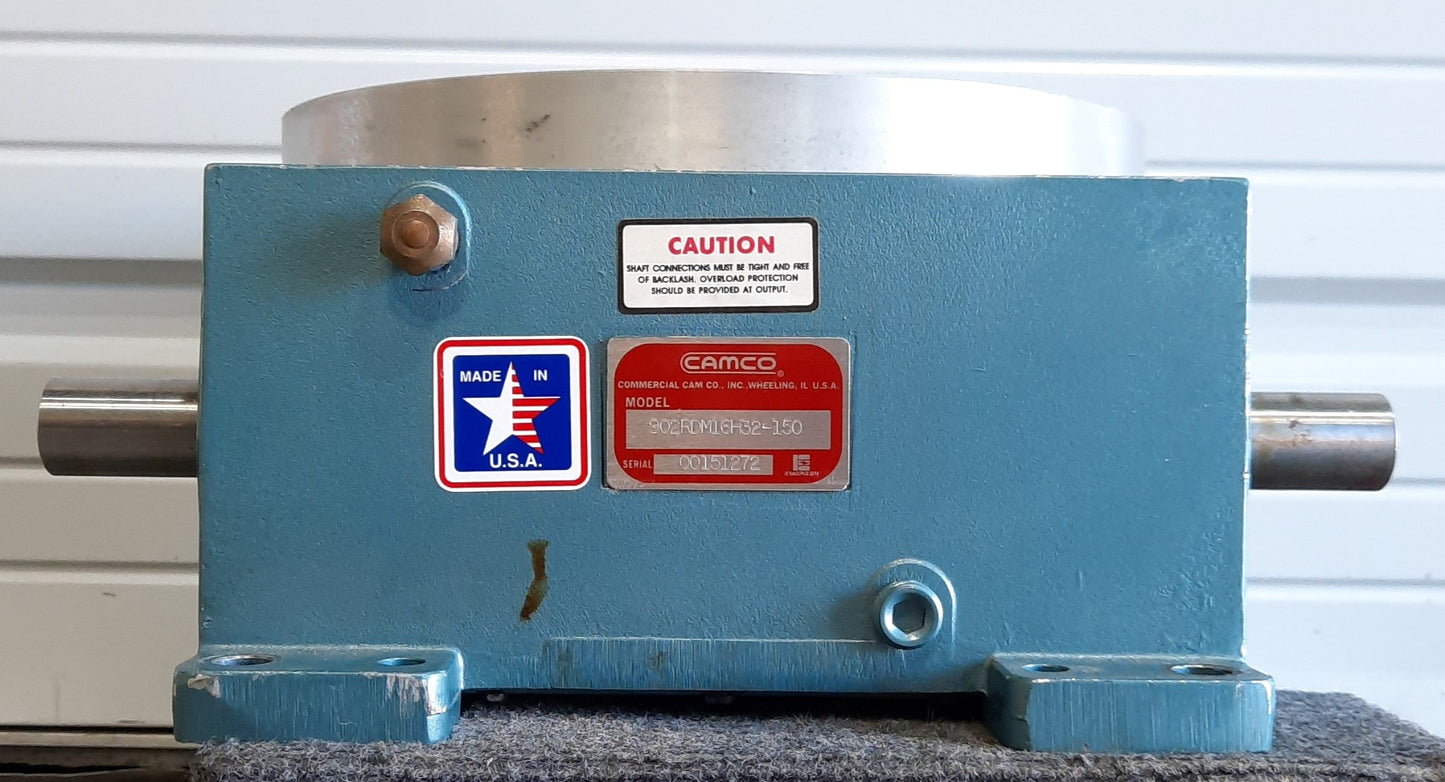 CAUTION
SHAFT CONNECTIONS MUST BE TIGHT AND FREE
OF BACKLASH. OVERLOAD PROTECTION
SHOULD BE PROVIDED AT OUTPUT.
MADE IN
U.S.A.
CAMCO®
COMMERCIAL CAM CO., INC., WHEELING, IL U.S.A.
MODEL
902RDM16H32-150
SERIAL 00151272
EMERSON